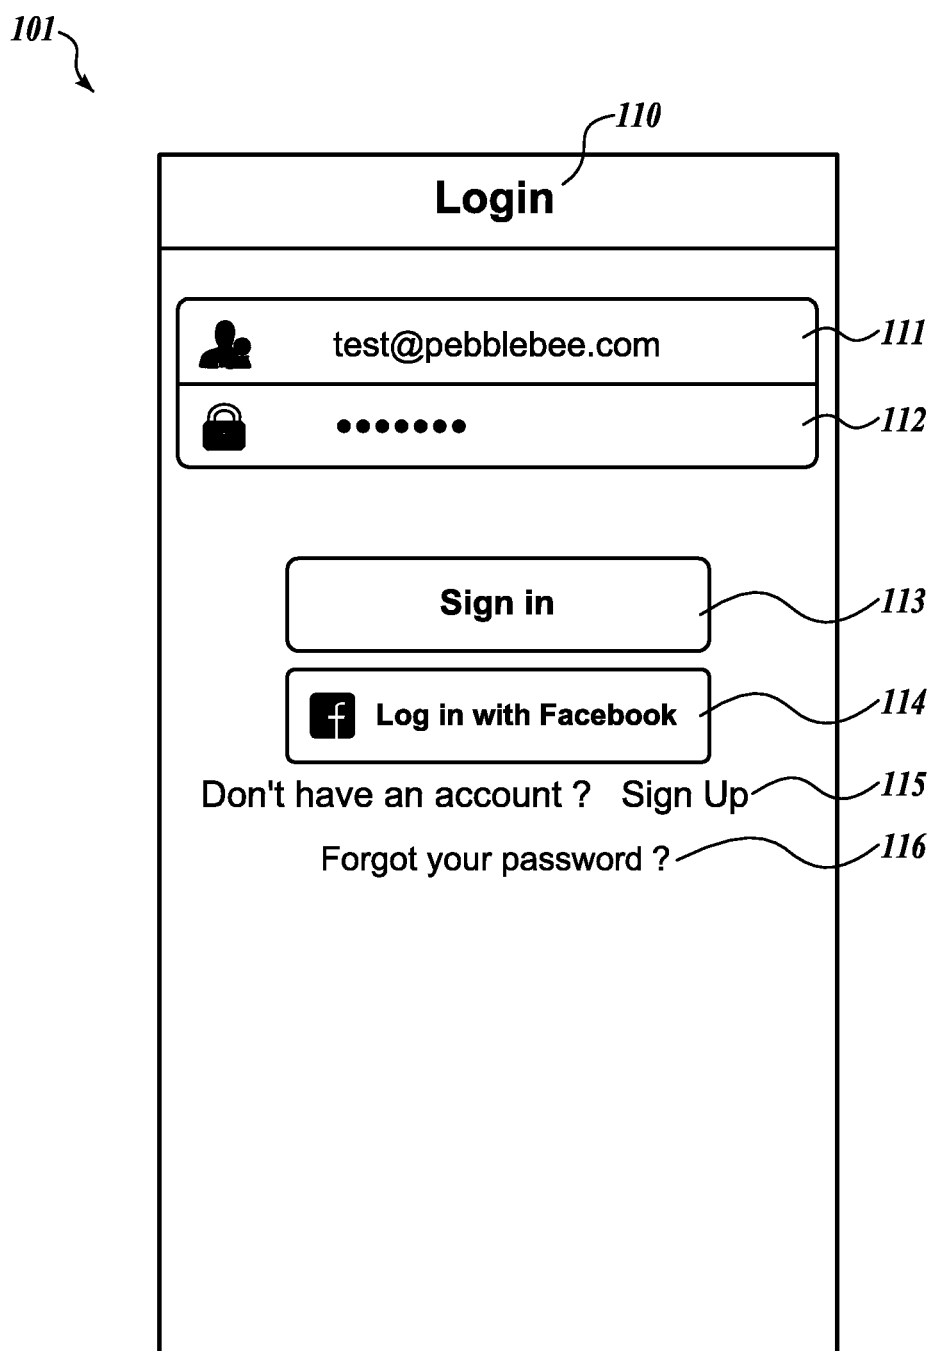 101
110
Login
test@pebblebee.com 111
••••••• 112
Sign in 113
f Log in with Facebook 114
Don't have an account ? Sign Up 115
Forgot your password ? 116